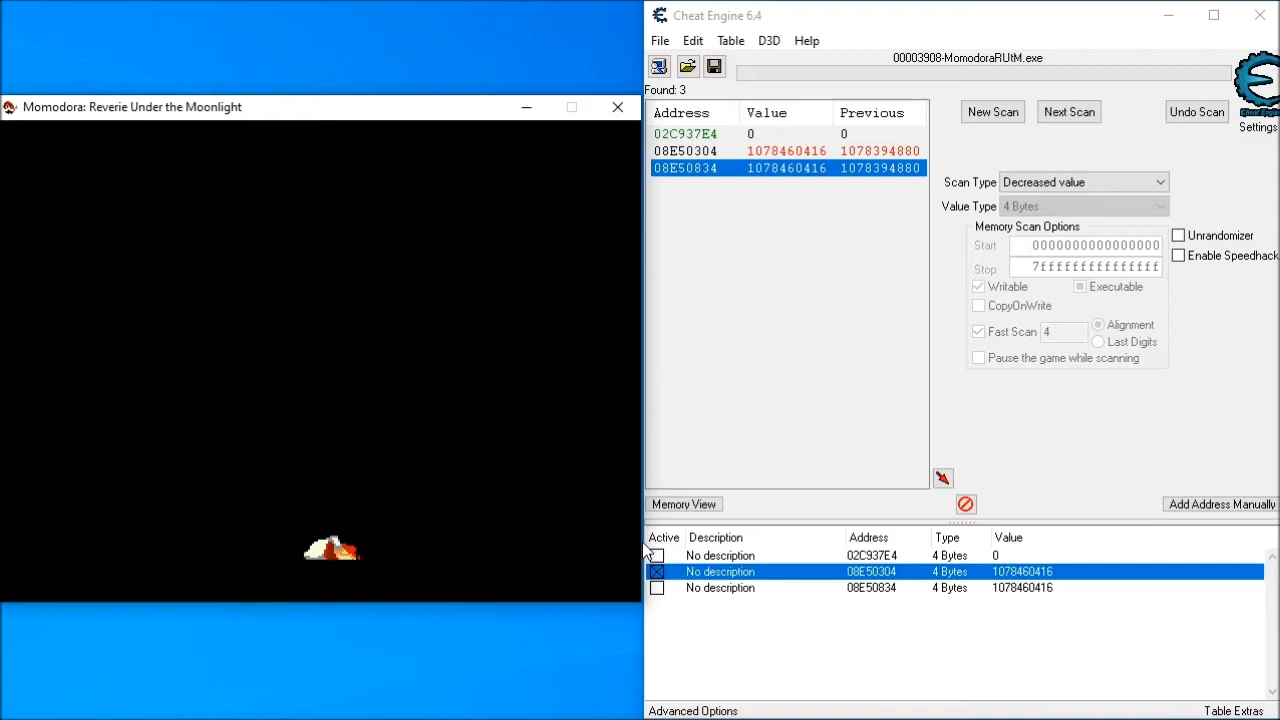 Cheat Engine 6.4
File Edit Table D3D Help
00003908-MomodoraRUtM.exe
Momodora: Reverie Under the Moonlight
Found: 3
Address Value Previous
02C937E4 0 0
08E50304 1078460416 1078394880
08E50834 1078460416 1078394880
New Scan Next Scan Undo Scan
Settings
Scan Type Decreased value
Value Type 4 Bytes
Memory Scan Options
Start 0000000000000000
Stop 7fffffffffffffff
Unrandomizer
Enable Speedhack
Writable Executable
CopyOnWrite
Fast Scan 4 Alignment
Last Digits
Pause the game while scanning
Memory View Add Address Manually
Active Description Address Type Value
No description 02C937E4 4 Bytes 0
No description 08E50304 4 Bytes 1078460416
No description 08E50834 4 Bytes 1078460416
Advanced Options Table Extras